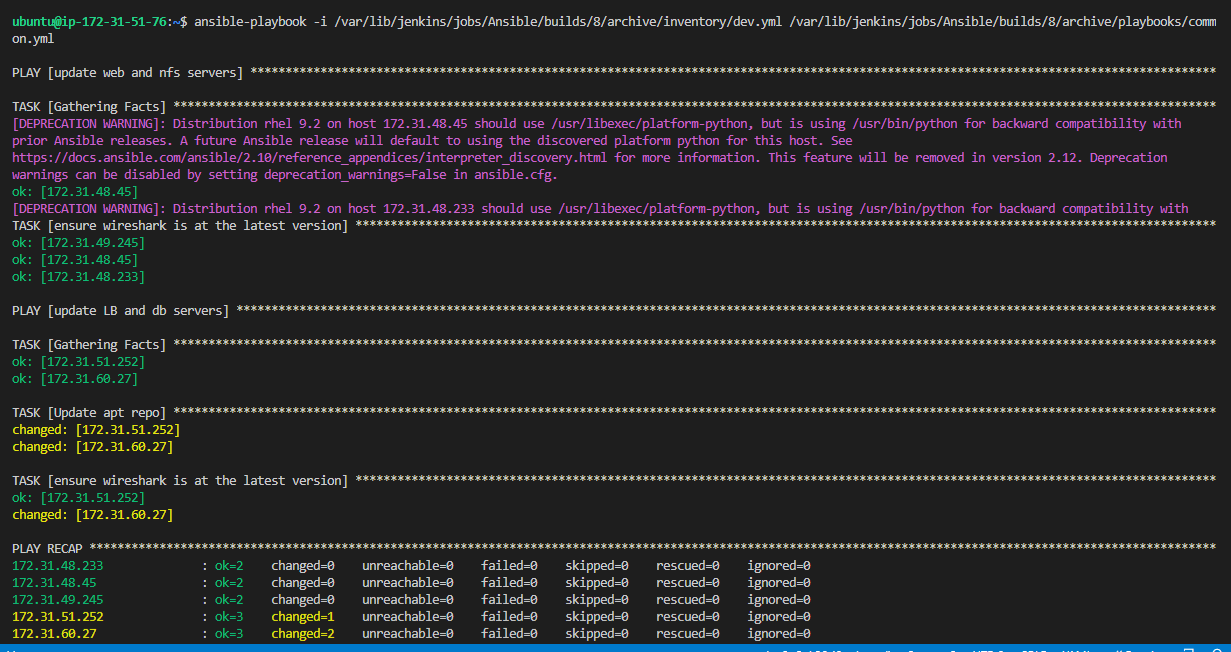 ubuntu@ip-172-31-51-76:~$ ansible-playbook -i /var/lib/jenkins/jobs/Ansible/builds/8/archive/inventory/dev.yml /var/lib/jenkins/jobs/Ansible/builds/8/archive/playbooks/comm
on.yml
PLAY [update web and nfs servers] ******************************************************************************************************************************************
TASK [Gathering Facts] *****************************************************************************************************************************************************
[DEPRECATION WARNING]: Distribution rhel 9.2 on host 172.31.48.45 should use /usr/libexec/platform-python, but is using /usr/bin/python for backward compatibility with
prior Ansible releases. A future Ansible release will default to using the discovered platform python for this host. See
https://docs.ansible.com/ansible/2.10/reference_appendices/interpreter_discovery.html for more information. This feature will be removed in version 2.12. Deprecation
warnings can be disabled by setting deprecation_warnings=False in ansible.cfg.
ok: [172.31.48.45]
[DEPRECATION WARNING]: Distribution rhel 9.2 on host 172.31.48.233 should use /usr/libexec/platform-python, but is using /usr/bin/python for backward compatibility with
TASK [ensure wireshark is at the latest version] ***************************************************************************************************************************
ok: [172.31.49.245]
ok: [172.31.48.45]
ok: [172.31.48.233]
PLAY [update LB and db servers] ********************************************************************************************************************************************
TASK [Gathering Facts] *****************************************************************************************************************************************************
ok: [172.31.51.252]
ok: [172.31.60.27]
TASK [Update apt repo] *****************************************************************************************************************************************************
changed: [172.31.51.252]
changed: [172.31.60.27]
TASK [ensure wireshark is at the latest version] ***************************************************************************************************************************
ok: [172.31.51.252]
changed: [172.31.60.27]
PLAY RECAP *****************************************************************************************************************************************************************
172.31.48.233 : ok=2 changed=0 unreachable=0 failed=0 skipped=0 rescued=0 ignored=0
172.31.48.45 : ok=2 changed=0 unreachable=0 failed=0 skipped=0 rescued=0 ignored=0
172.31.49.245 : ok=2 changed=0 unreachable=0 failed=0 skipped=0 rescued=0 ignored=0
172.31.51.252 : ok=3 changed=1 unreachable=0 failed=0 skipped=0 rescued=0 ignored=0
172.31.60.27 : ok=3 changed=2 unreachable=0 failed=0 skipped=0 rescued=0 ignored=0